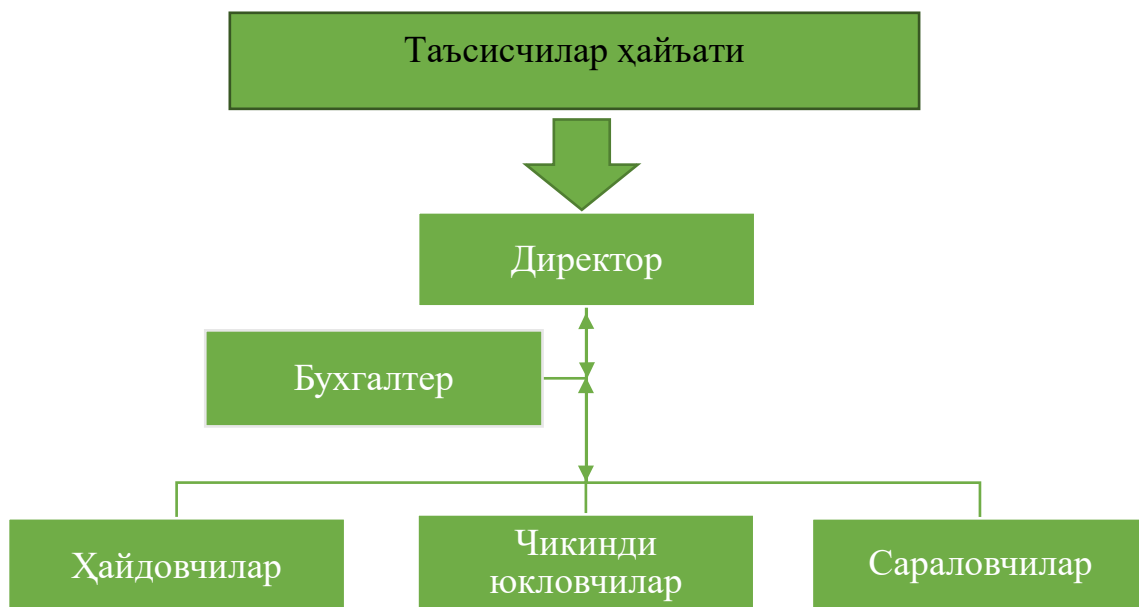 Таъсисчилар ҳайъати
Директор
Бухгалтер
Ҳайдовчилар
Чикинди
юкловчилар
Сараловчилар